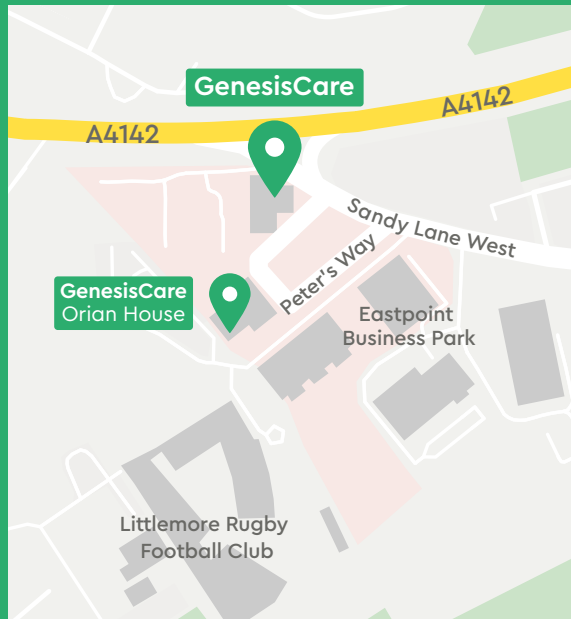 GenesisCare
A4142
A4142
Sandy Lane West
Peter's Way
GenesisCare
Orian House
Eastpoint
Business Park
Littlemore Rugby
Football Club